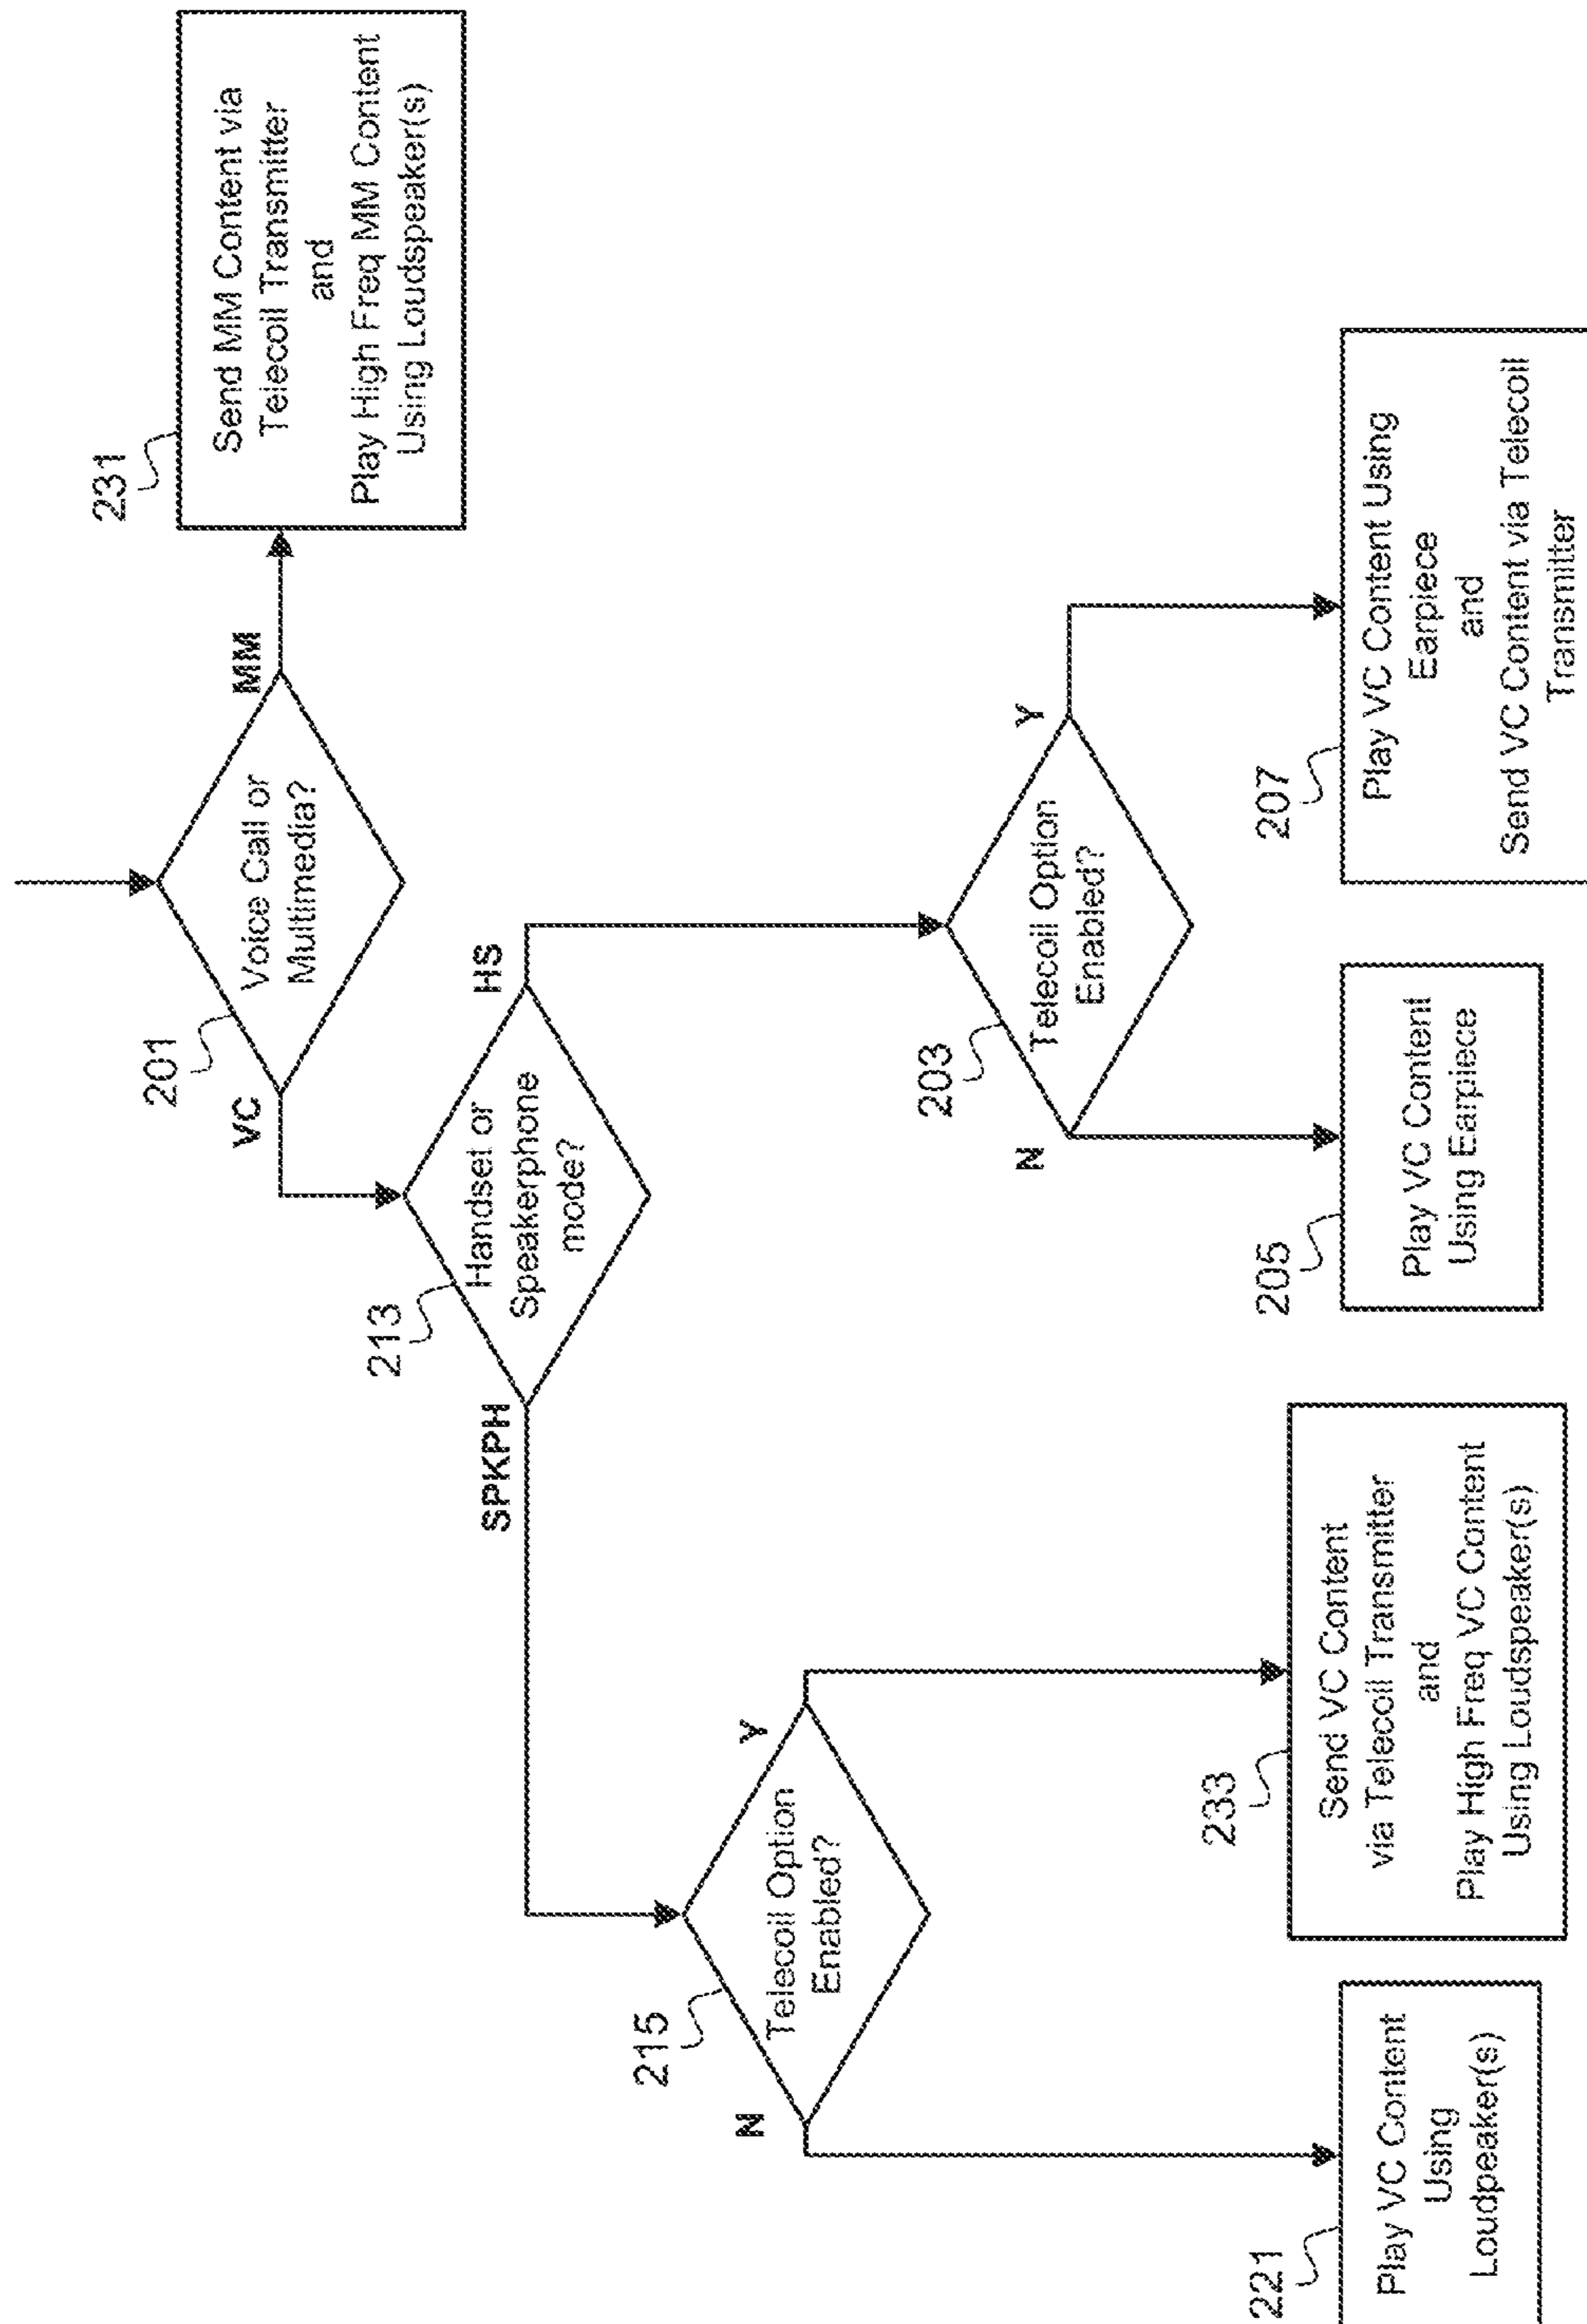 201
Voice Call or
Multimedia?
VC
MM
231
Send MM Content via
Telecoil Transmitter
and
Play High Freq MM Content
Using Loudspeaker(s)
213
Handset or
Speakerphone
mode?
SPKPH
HS
215
Telecoil Option
Enabled?
N
Y
203
Telecoil Option
Enabled?
N
Y
221
Play VC Content
Using
Loudpeaker(s)
233
Send VC Content
via Telecoil Transmitter
and
Play High Freq VC Content
Using Loudspeaker(s)
205
Play VC Content
Using Earpiece
207
Play VC Content Using
Earpiece
and
Send VC Content via Telecoil
Transmitter